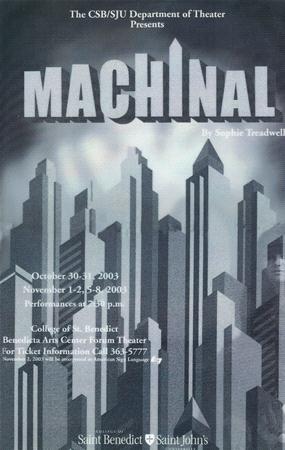 The CSB/SJU Department of Theater
Presents
MACHINAL
By Sophie Treadwell
October 30-31, 2003
November 1-2, 5-8, 2003
Performances at 7:30 p.m.
College of St. Benedict
Benedicta Arts Center Forum Theater
For Ticket Information Call 363-5777
November 2, 2003 will be interpreted in American Sign Language
COLLEGE OF
Saint Benedict Saint John's
UNIVERSITY